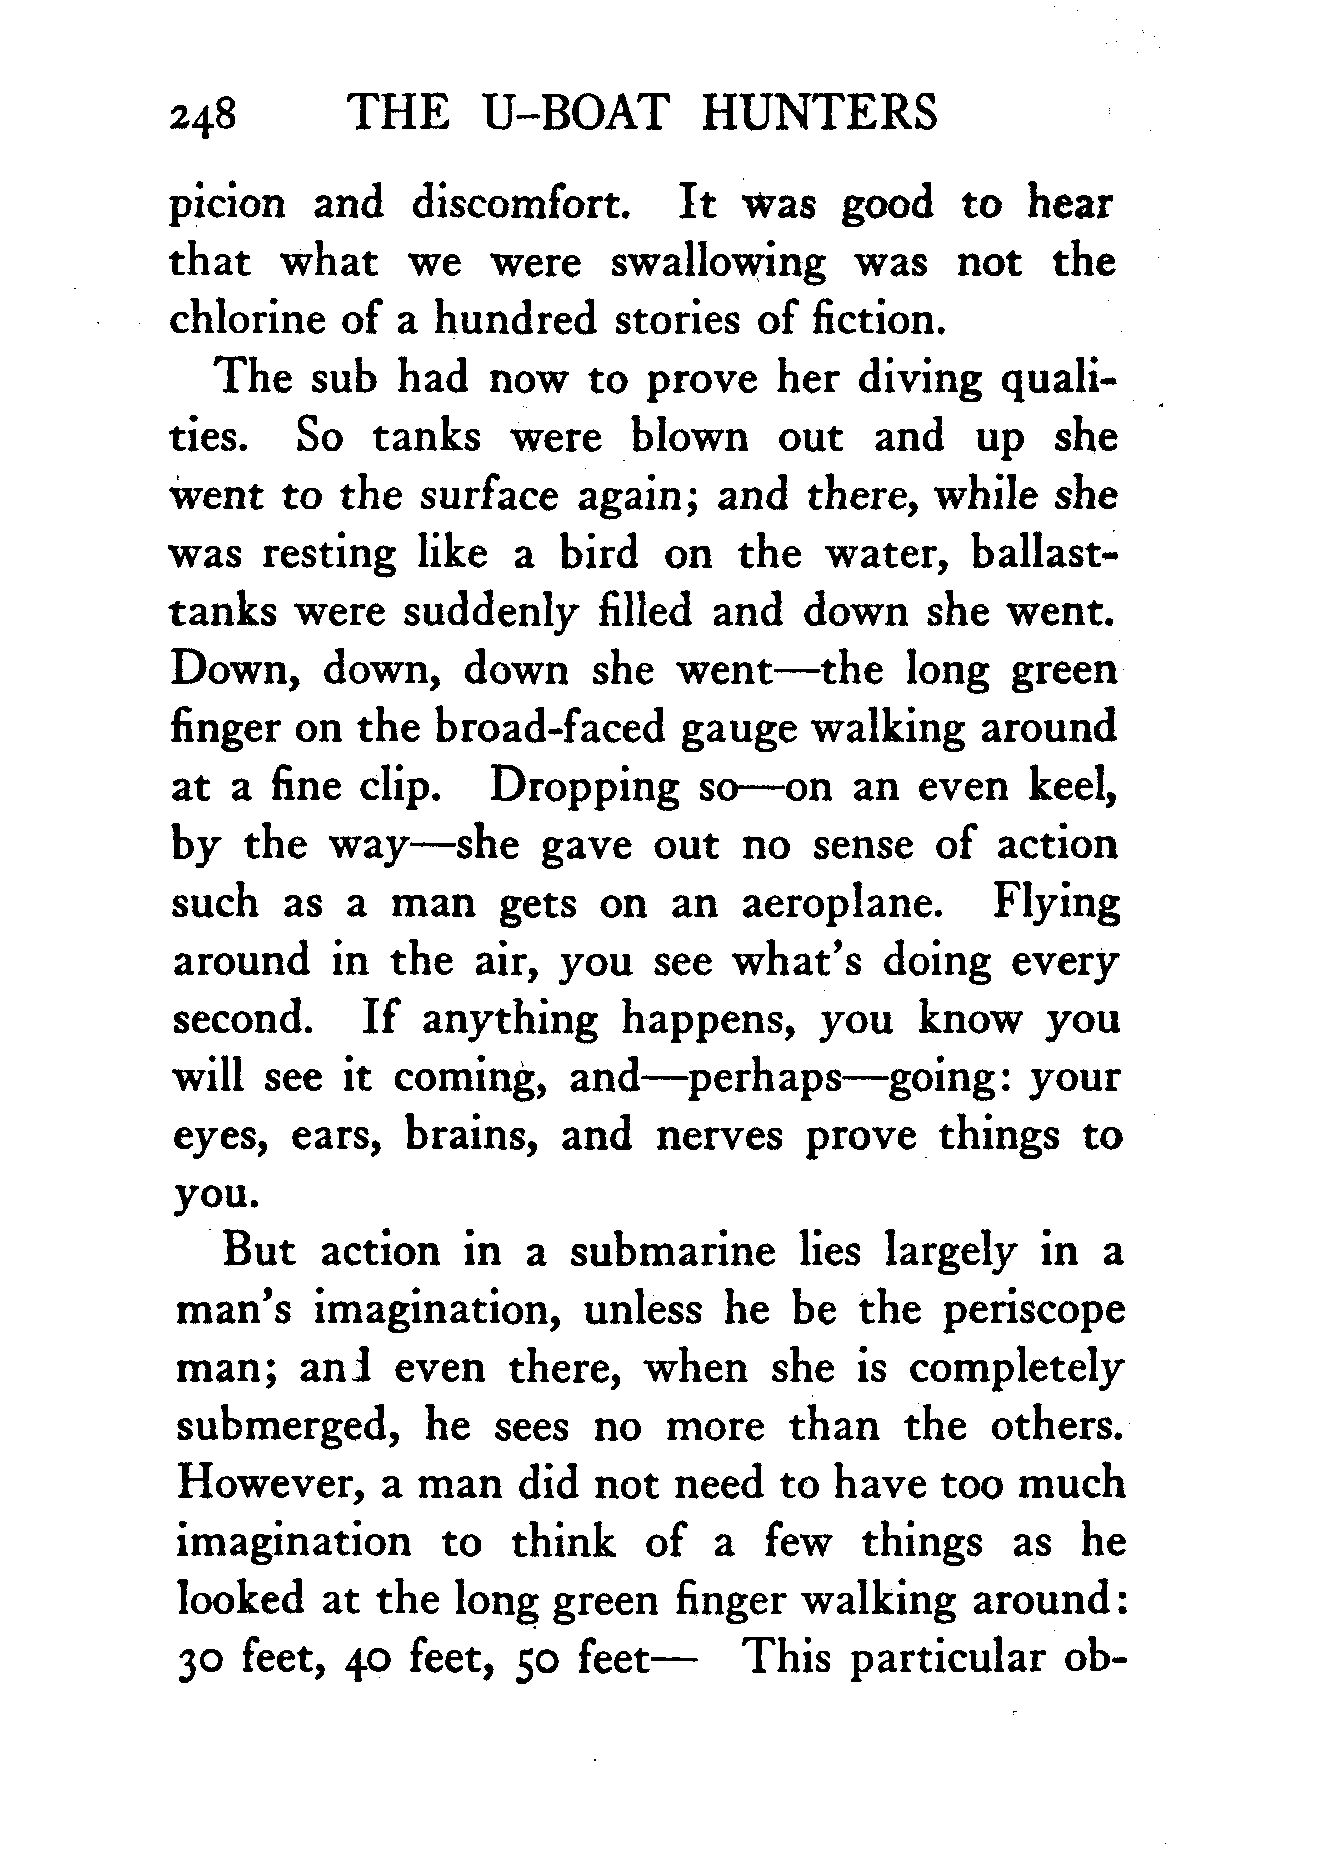 248 THE U-BOAT HUNTERS
picion and discomfort. It was good to hear
that what we were swallowing was not the
chlorine of a hundred stories of fiction.
The sub had now to prove her diving quali-
ties. So tanks were blown out and up she
went to the surface again; and there, while she
was resting like a bird on the water, ballast-
tanks were suddenly filled and down she went.
Down, down, down she went—the long green
finger on the broad-faced gauge walking around
at a fine clip. Dropping so—on an even keel,
by the way—she gave out no sense of action
such as a man gets on an aeroplane. Flying
around in the air, you see what's doing every
second. If anything happens, you know you
will see it coming, and—perhaps—going: your
eyes, ears, brains, and nerves prove things to
you.
But action in a submarine lies largely in a
man's imagination, unless he be the periscope
man; and even there, when she is completely
submerged, he sees no more than the others.
However, a man did not need to have too much
imagination to think of a few things as he
looked at the long green finger walking around:
30 feet, 40 feet, 50 feet— This particular ob-